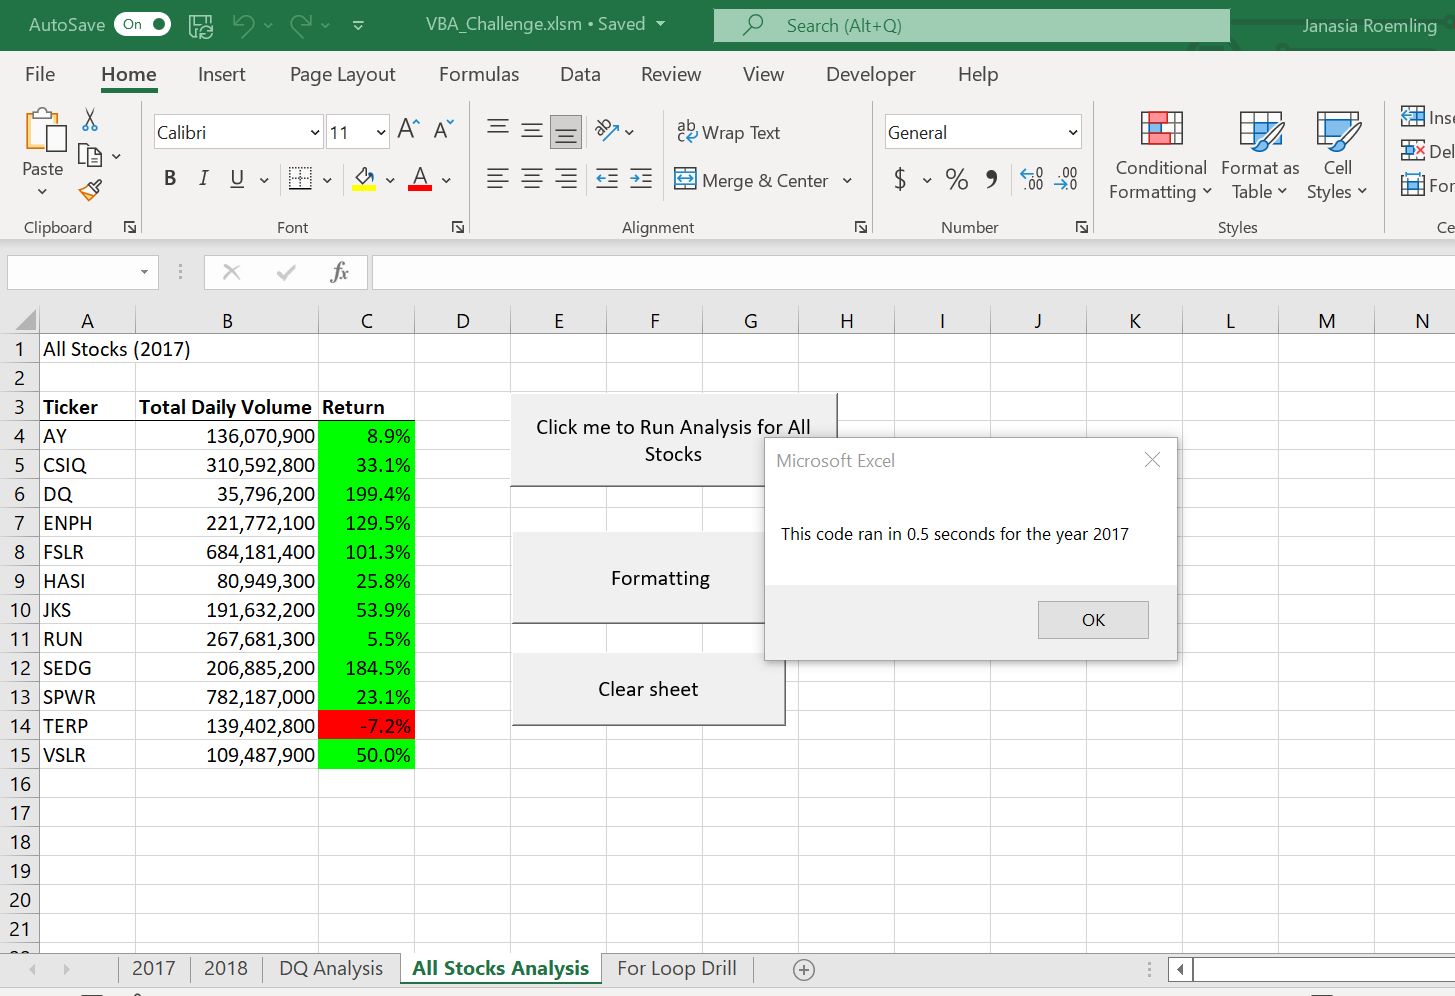 AutoSave On VBA_Challenge.xlsm • Saved Search (Alt+Q) Janasia Roemling
File Home Insert Page Layout Formulas Data Review View Developer Help
Calibri 11 ab Wrap Text General
Paste B I U A Merge & Center $ % Conditional Formatting Format as Table Cell Styles
Clipboard Font Alignment Number Styles
fx
A B C D E F G H I J K L M N
1 All Stocks (2017)
2
3 Ticker Total Daily Volume Return
4 AY 136,070,900 8.9%
5 CSIQ 310,592,800 33.1%
6 DQ 35,796,200 199.4%
7 ENPH 221,772,100 129.5%
8 FSLR 684,181,400 101.3%
9 HASI 80,949,300 25.8%
10 JKS 191,632,200 53.9%
11 RUN 267,681,300 5.5%
12 SEDG 206,885,200 184.5%
13 SPWR 782,187,000 23.1%
14 TERP 139,402,800 -7.2%
15 VSLR 109,487,900 50.0%
16
17
18
19
20
21
Click me to Run Analysis for All
Stocks
Microsoft Excel
This code ran in 0.5 seconds for the year 2017
OK
Formatting
Clear sheet
2017 2018 DQ Analysis All Stocks Analysis For Loop Drill